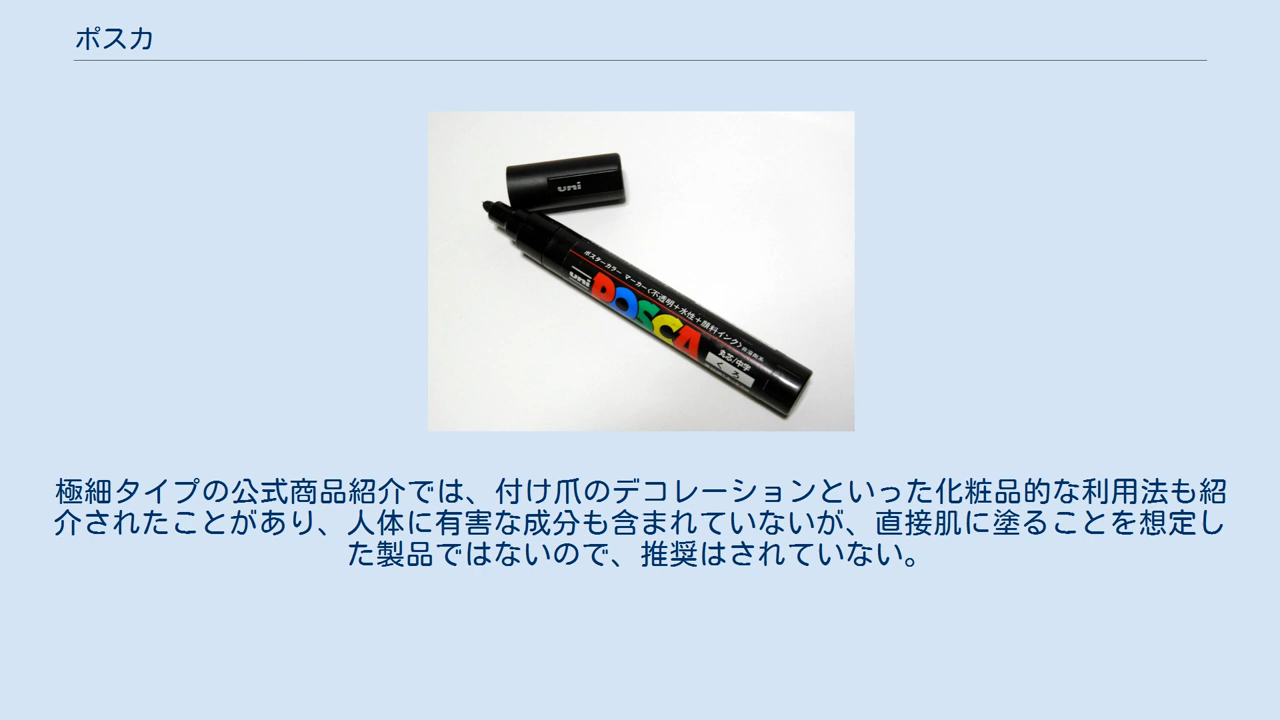 ポスカ
uni
ポスターカラー マーカー〈不透明+水性+顔料インク〉
uni
POSCA
丸芯/中字
くろ
極細タイプの公式商品紹介では、付け爪のデコレーションといった化粧品的な利用法も紹
介されたことがあり、人体に有害な成分も含まれていないが、直接肌に塗ることを想定し
た製品ではないので、推奨はされていない。